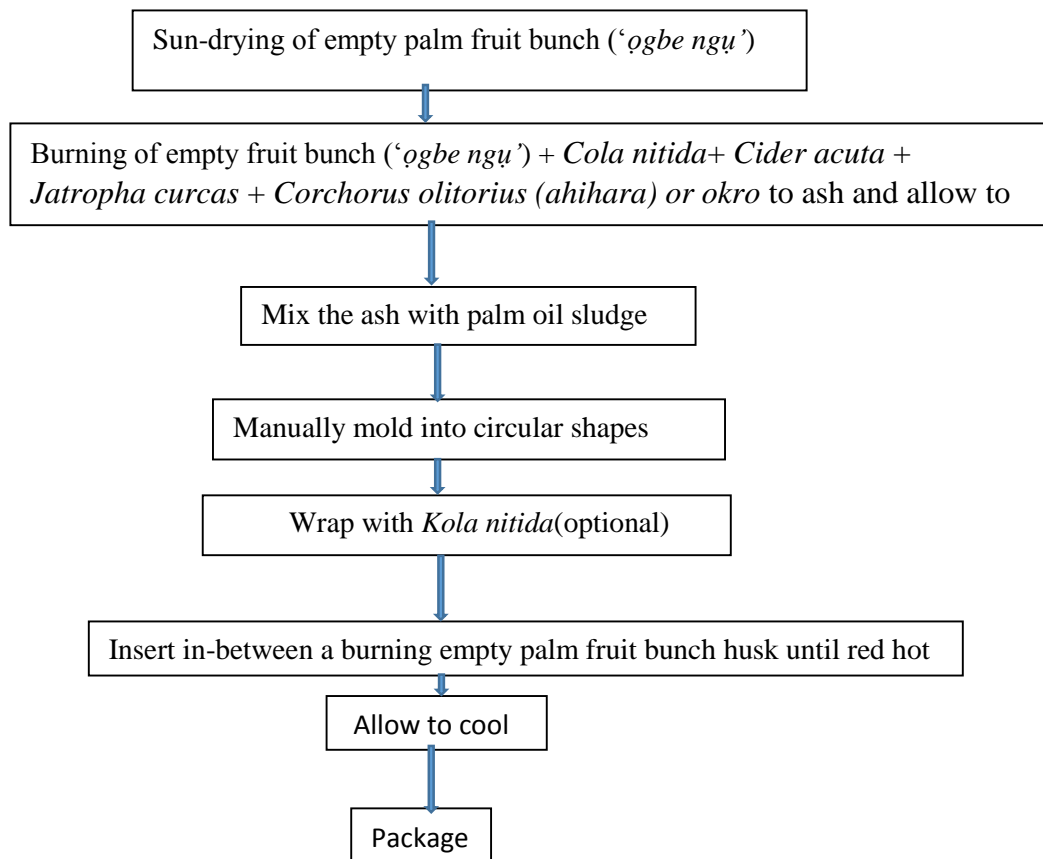 Sun-drying of empty palm fruit bunch (‘ọgbe ngụ’)
Burning of empty fruit bunch (‘ọgbe ngụ’) + Cola nitida+ Cider acuta +
Jatropha curcas + Corchorus olitorius (ahihara) or okro to ash and allow to
Mix the ash with palm oil sludge
Manually mold into circular shapes
Wrap with Kola nitida(optional)
Insert in-between a burning empty palm fruit bunch husk until red hot
Allow to cool
Package